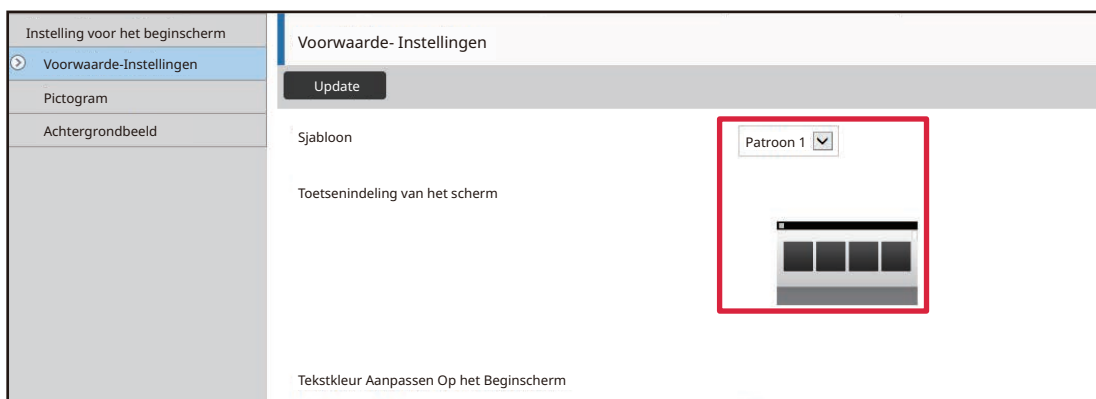 Instelling voor het beginscherm
Voorwaarde-Instellingen
Pictogram
Achtergrondbeeld
Voorwaarde- Instellingen
Update
Sjabloon
Patroon 1
Toetsenindeling van het scherm
Tekstkleur Aanpassen Op het Beginscherm